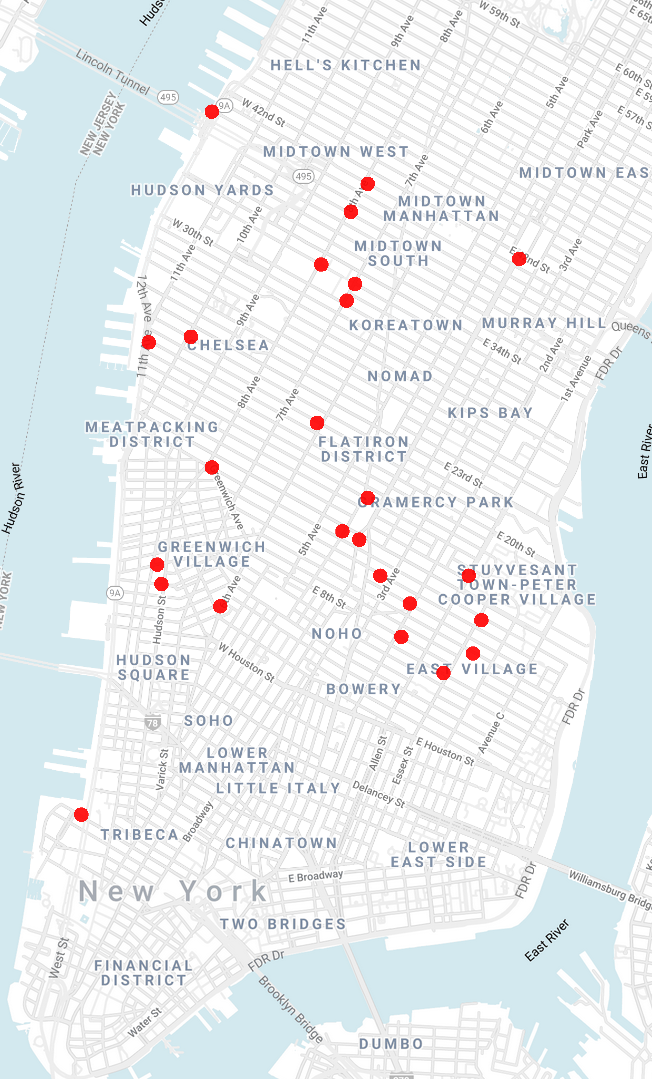 Huds
W 59th St
E 65
11th Ave
9th Ave
8th Ave
HELL'S KITCHEN
Lincoln Tunnel
495
9A
W 42nd St
E 60th St
E 59
E 57th St
5th Ave
6th Ave
Park Ave
NEW JERSEY
NEW YORK
MIDTOWN WEST
495
7th Ave
MIDTOWN EAS
HUDSON YARDS
MIDTOWN
MANHATTAN
W 30th St
10th Ave
MIDTOWN
SOUTH
3rd Ave
11th Ave
12th Ave
9th Ave
KOREATOWN
MURRAY HILL
Queens
CHELSEA
E 34th St
2nd Ave
FDR Dr
1st Avenue
NOMAD
8th Ave
7th Ave
KIPS BAY
MEATPACKING
DISTRICT
FLATIRON
DISTRICT
East River
E 23rd St
Hudson River
GRAMERCY PARK
5th Ave
E 20th St
GREENWICH
VILLAGE
STUYVESANT
TOWN-PETER
COOPER VILLAGE
3rd Ave
9A
E 8th St
NEW YORK
Hudson St
NOHO
W Houston St
HUDSON
SQUARE
EAST VILLAGE
BOWERY
FDR Dr
78
SOHO
Avenue C
LOWER
MANHATTAN
Allen St
Essex St
E Houston St
Varick St
LITTLE ITALY
Delancey St
Broadway
TRIBECA
CHINATOWN
LOWER
EAST SIDE
E Broadway
FDR Dr
Williamsburg Bridge
New York
TWO BRIDGES
East River
West St
FINANCIAL
DISTRICT
FDR Dr
Brooklyn Bridge
Water St
DUMBO